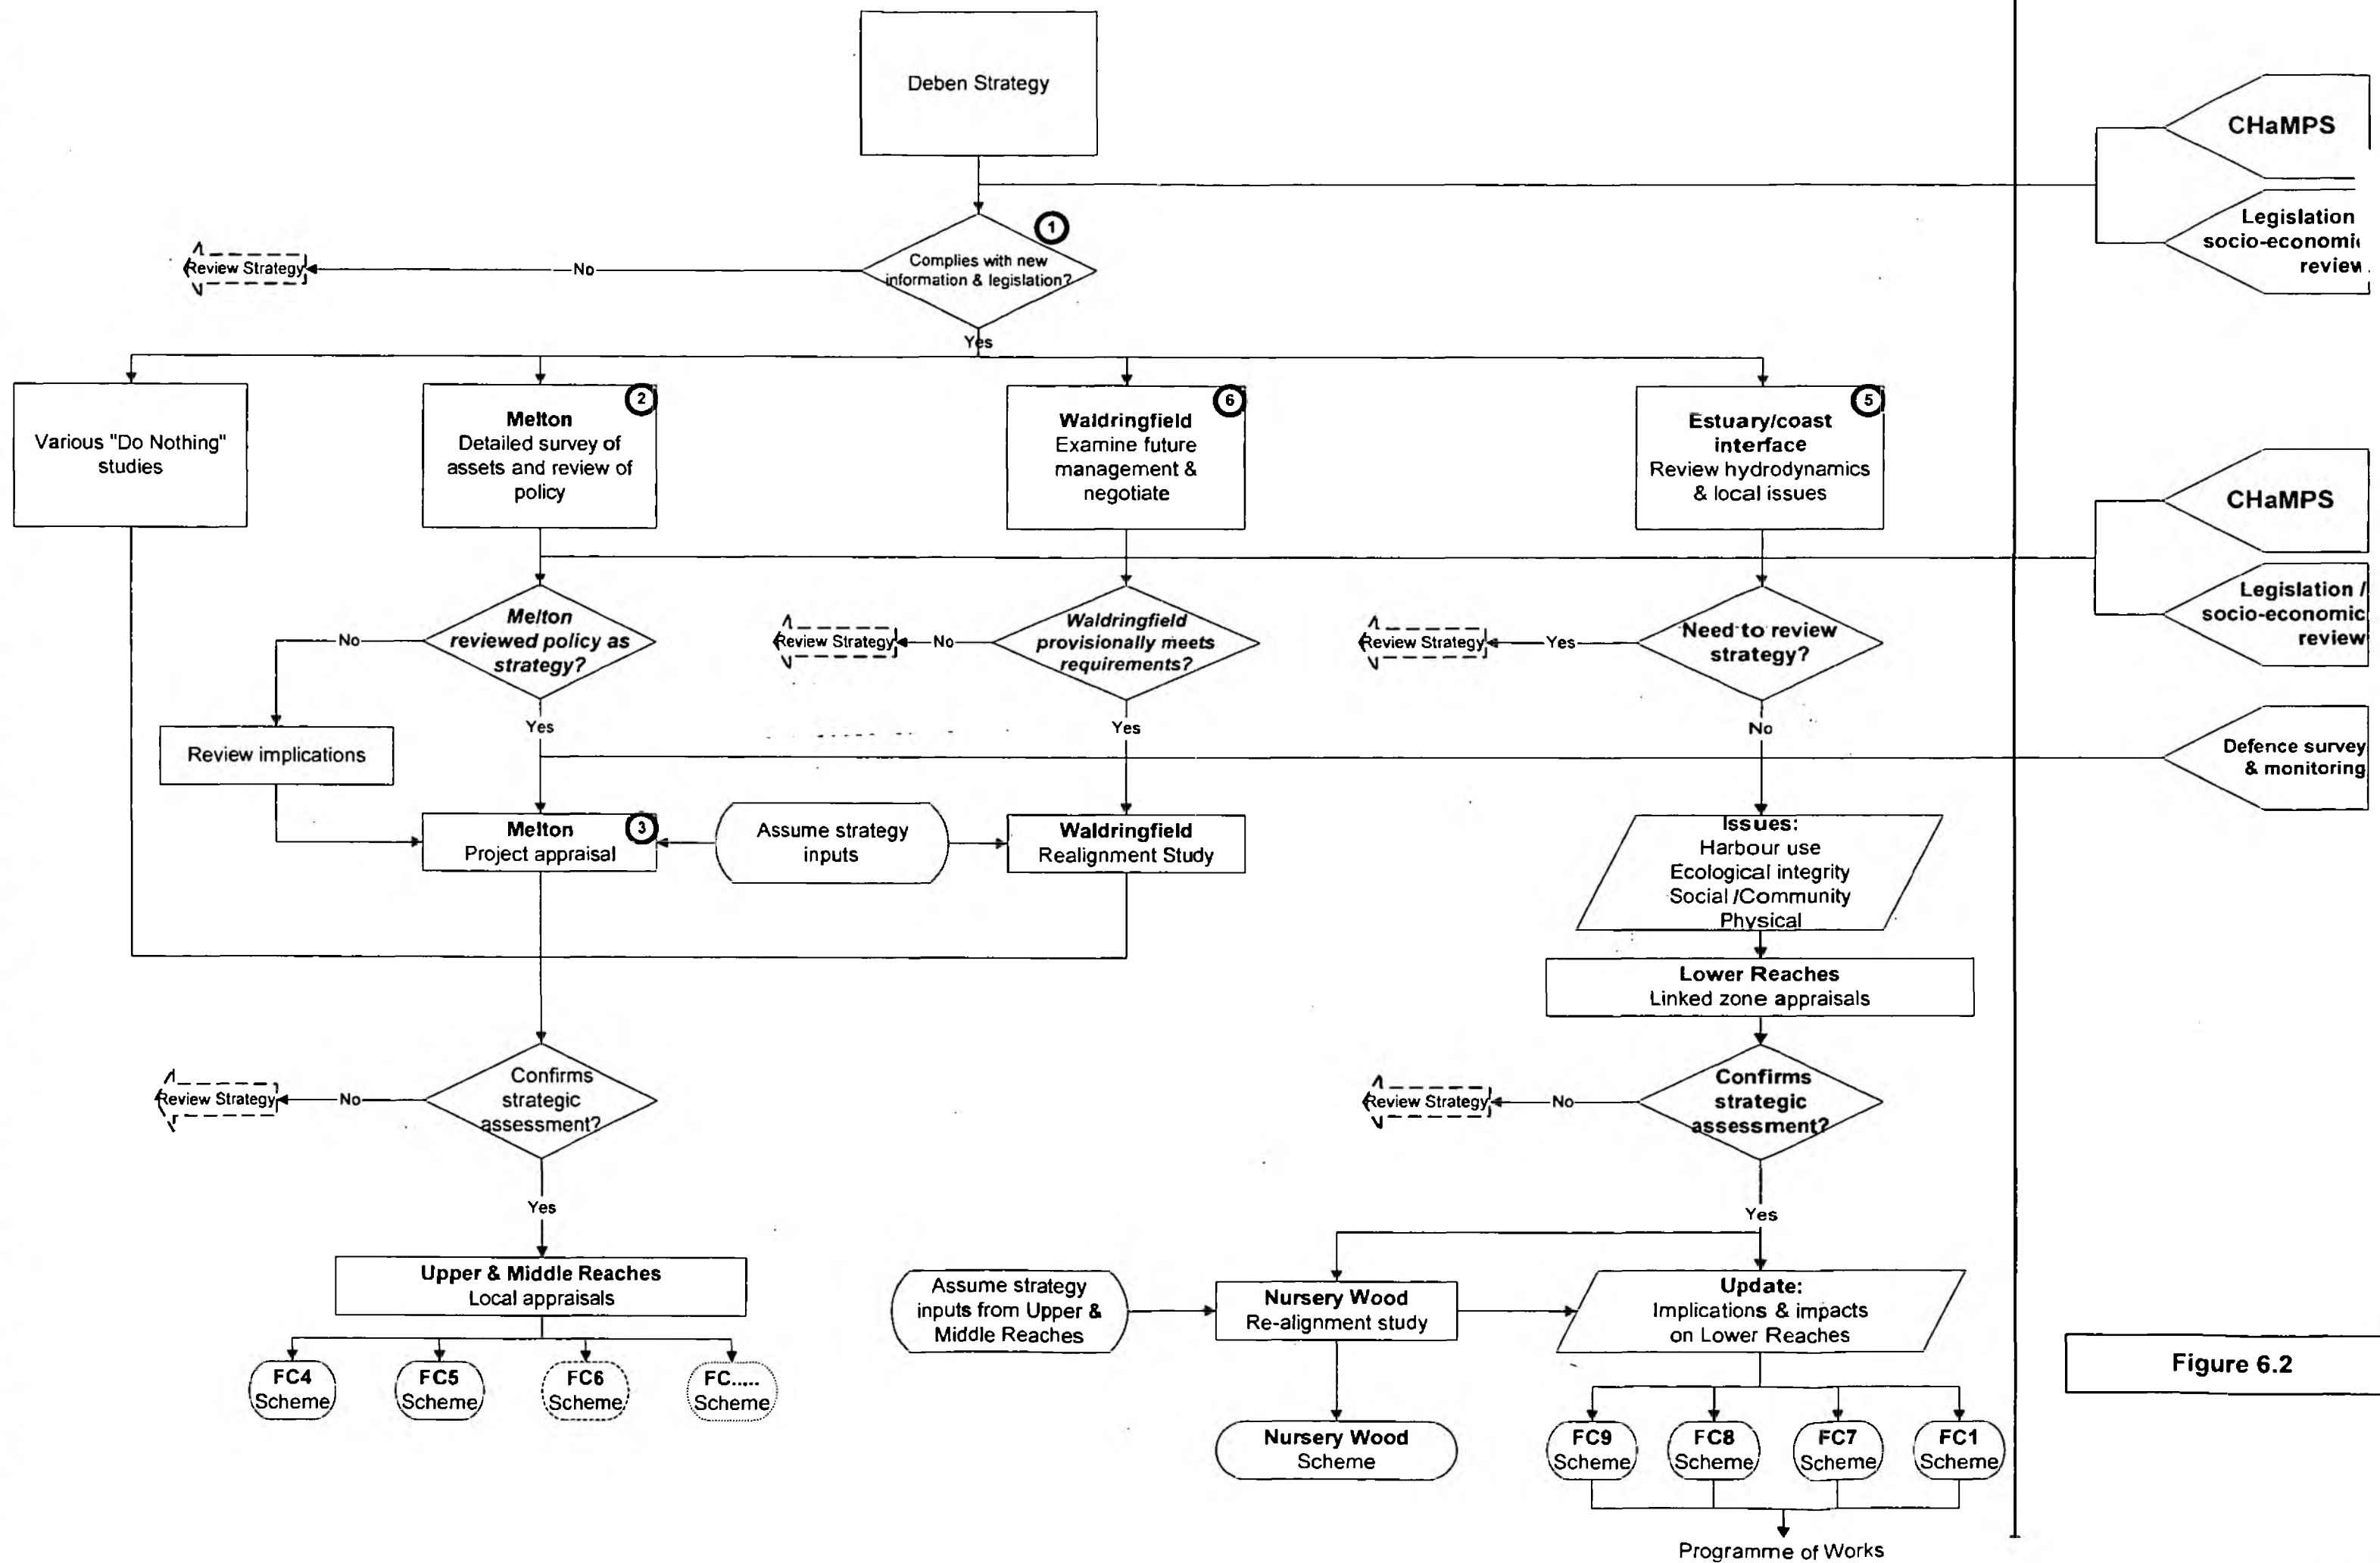 Deben Strategy
CHaMPS
Legislation
socio-economi
review
1
Complies with new
information & legislation?
Review Strategy
No
Yes
Various "Do Nothing"
studies
2
Melton
Detailed survey of
assets and review of
policy
6
Waldringfield
Examine future
management &
negotiate
5
Estuary/coast
interface
Review hydrodynamics
& local issues
CHaMPS
Legislation /
socio-economic
review
No
Melton
reviewed policy as
strategy?
Review Strategy
No
Waldringfield
provisionally meets
requirements?
Review Strategy
Yes
Need to review
strategy?
Yes
Yes
No
Review implications
Defence survey
& monitoring
Melton
Project appraisal
3
Assume strategy
inputs
Waldringfield
Realignment Study
Issues:
Harbour use
Ecological integrity
Social /Community
Physical
Lower Reaches
Linked zone appraisals
Review Strategy
No
Confirms
strategic
assessment?
Review Strategy
No
Confirms
strategic
assessment?
Yes
Yes
Upper & Middle Reaches
Local appraisals
Assume strategy
inputs from Upper &
Middle Reaches
Nursery Wood
Re-alignment study
Update:
Implications & impacts
on Lower Reaches
Figure 6.2
FC4
Scheme
FC5
Scheme
FC6
Scheme
FC.....
Scheme
Nursery Wood
Scheme
FC9
Scheme
FC8
Scheme
FC7
Scheme
FC1
Scheme
Programme of Works